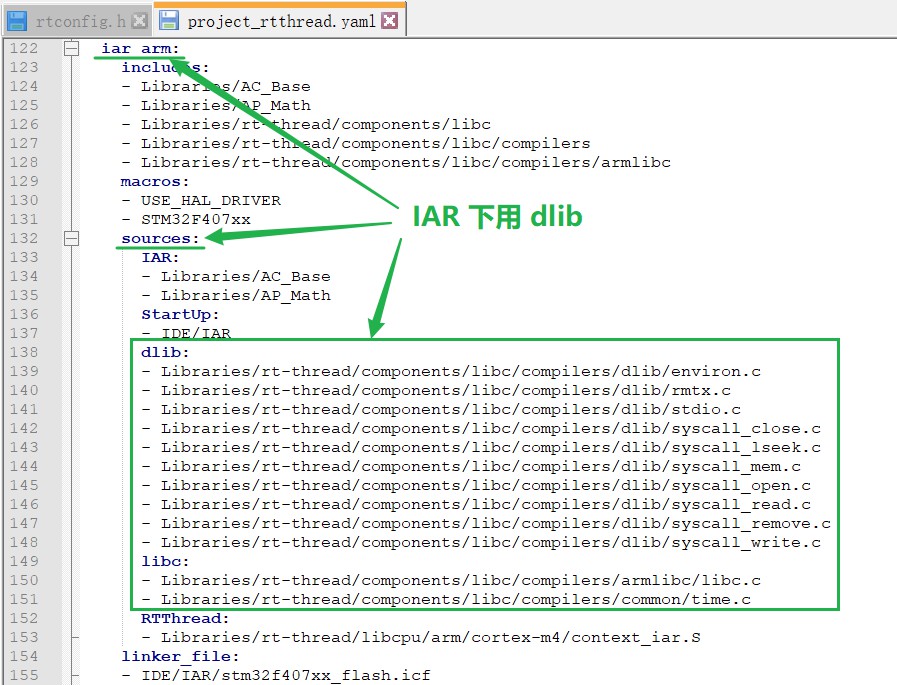 rtconfig.h project_rtthread.yaml
122 iar_arm:
123 includes:
124 - Libraries/AC_Base
125 - Libraries/AP_Math
126 - Libraries/rt-thread/components/libc
127 - Libraries/rt-thread/components/libc/compilers
128 - Libraries/rt-thread/components/libc/compilers/armlibc
129 macros:
130 - USE_HAL_DRIVER
131 - STM32F407xx
IAR 下用 dlib
132 sources:
133 IAR:
134 - Libraries/AC_Base
135 - Libraries/AP_Math
136 StartUp:
137 - IDE/IAR
138 dlib:
139 - Libraries/rt-thread/components/libc/compilers/dlib/environ.c
140 - Libraries/rt-thread/components/libc/compilers/dlib/rmtx.c
141 - Libraries/rt-thread/components/libc/compilers/dlib/stdio.c
142 - Libraries/rt-thread/components/libc/compilers/dlib/syscall_close.c
143 - Libraries/rt-thread/components/libc/compilers/dlib/syscall_lseek.c
144 - Libraries/rt-thread/components/libc/compilers/dlib/syscall_mem.c
145 - Libraries/rt-thread/components/libc/compilers/dlib/syscall_open.c
146 - Libraries/rt-thread/components/libc/compilers/dlib/syscall_read.c
147 - Libraries/rt-thread/components/libc/compilers/dlib/syscall_remove.c
148 - Libraries/rt-thread/components/libc/compilers/dlib/syscall_write.c
149 libc:
150 - Libraries/rt-thread/components/libc/compilers/armlibc/libc.c
151 - Libraries/rt-thread/components/libc/compilers/common/time.c
152 RTThread:
153 - Libraries/rt-thread/libcpu/arm/cortex-m4/context_iar.S
154 linker_file:
155 - IDE/IAR/stm32f407xx_flash.icf